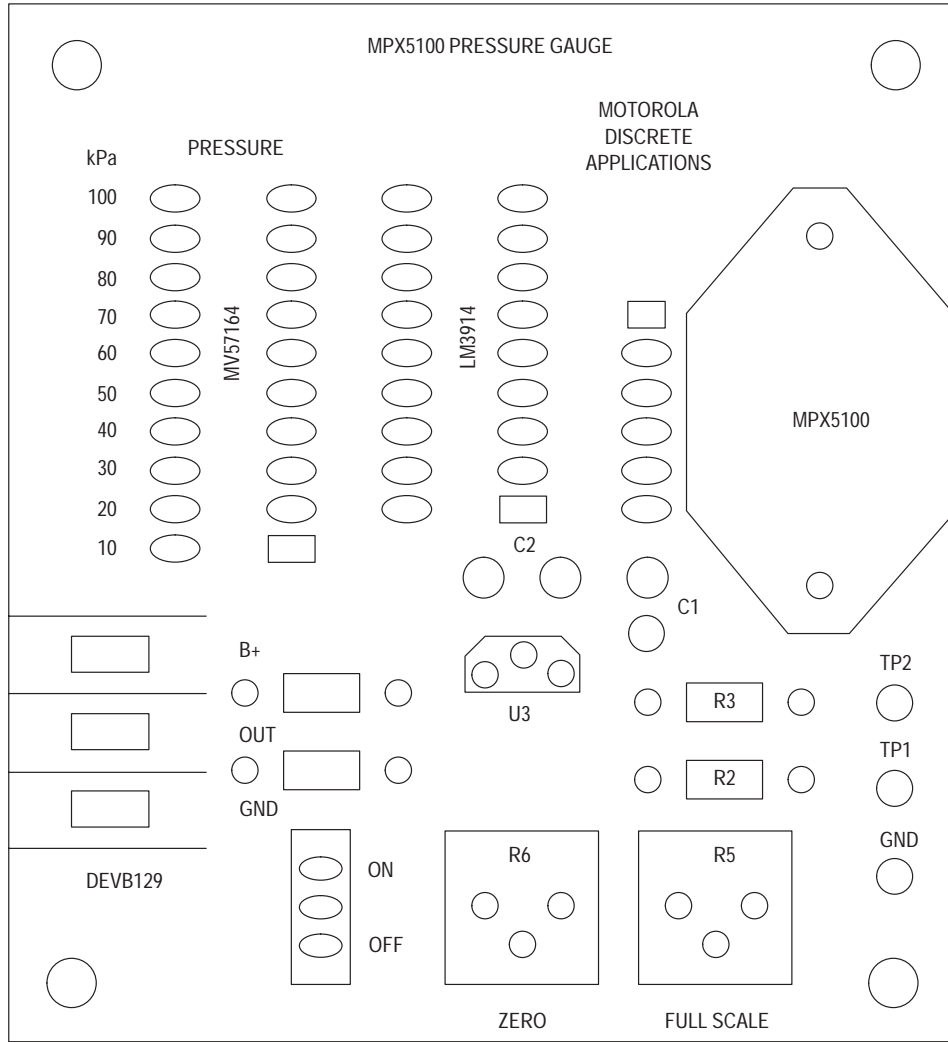 MPX5100 PRESSURE GAUGE
MOTOROLA
DISCRETE
APPLICATIONS
PRESSURE
kPa
100
90
80
70
60
50
40
30
20
10
MV57164
LM3914
MPX5100
C2
C1
B+
OUT
GND
U3
R3
R2
TP2
TP1
GND
DEVB129
ON
OFF
R6
R5
ZERO
FULL SCALE